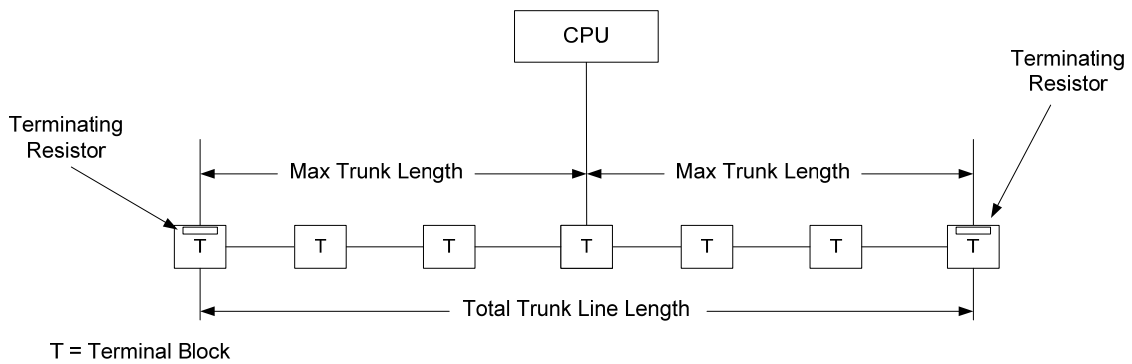 CPU
Terminating
Resistor
Terminating
Resistor
Max Trunk Length
Max Trunk Length
T
T
T
T
T
T
T
Total Trunk Line Length
T = Terminal Block